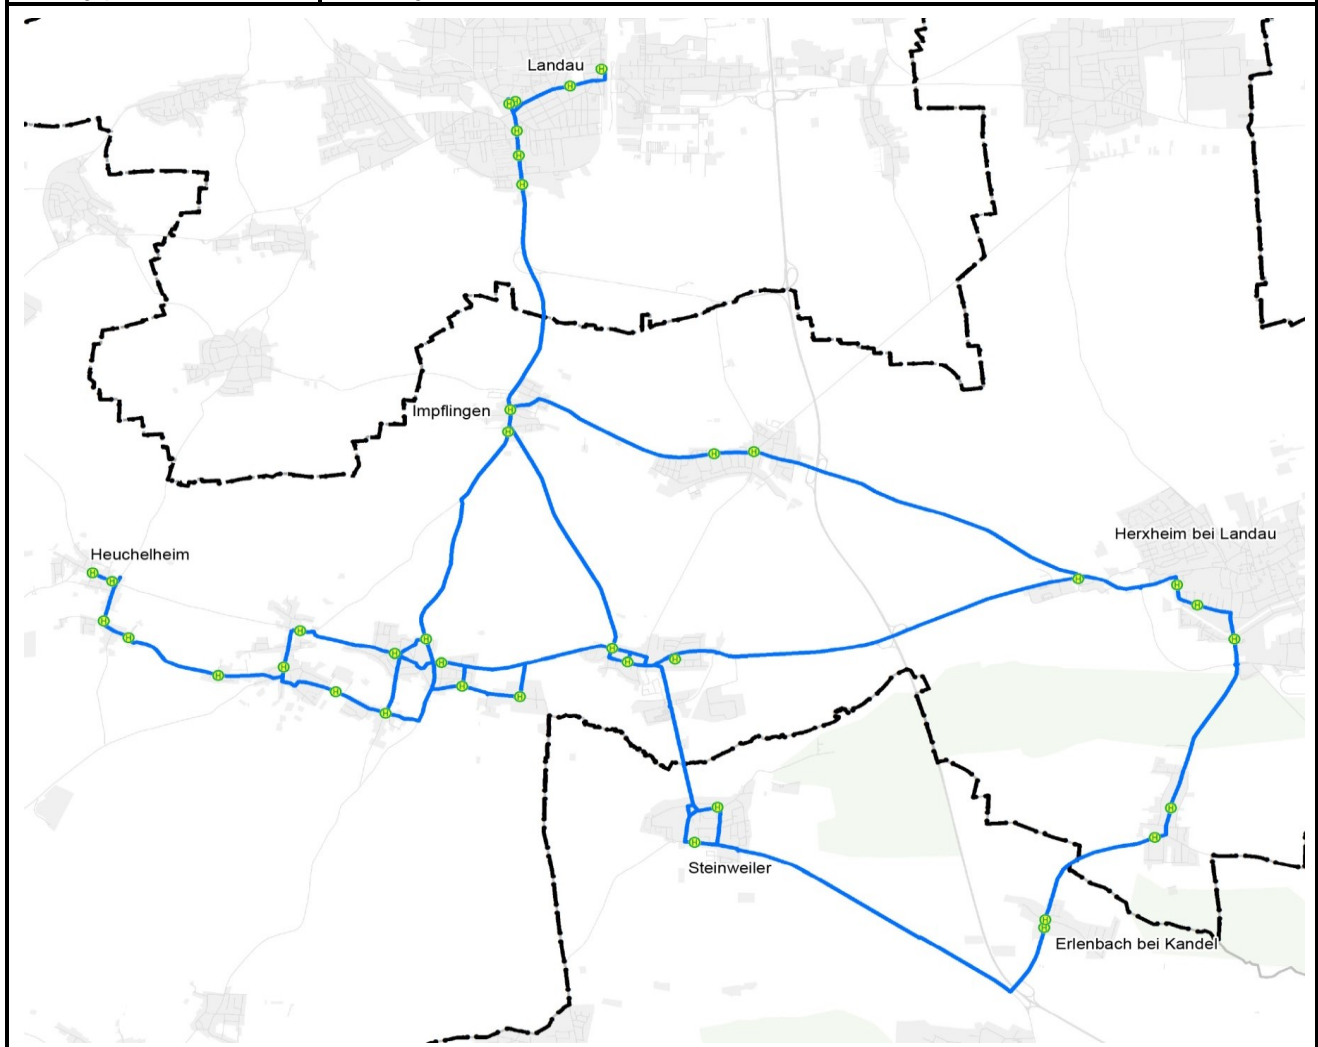 Landau
Impflingen
Herxheim bei Landau
Heuchelheim
Steinweiler
Erlenbach bei Kandel